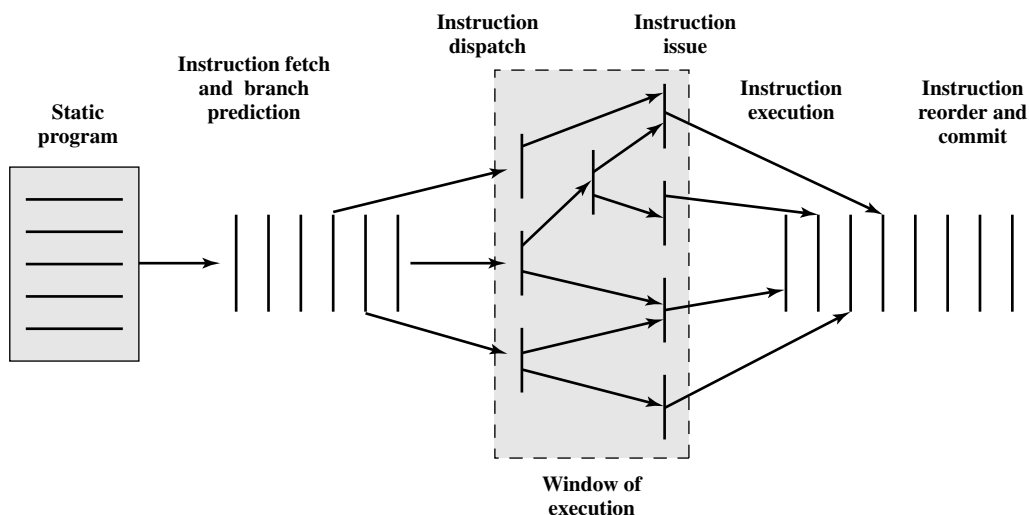 Static
program
Instruction fetch
and branch
prediction
Instruction
dispatch
Instruction
issue
Instruction
execution
Instruction
reorder and
commit
Window of
execution